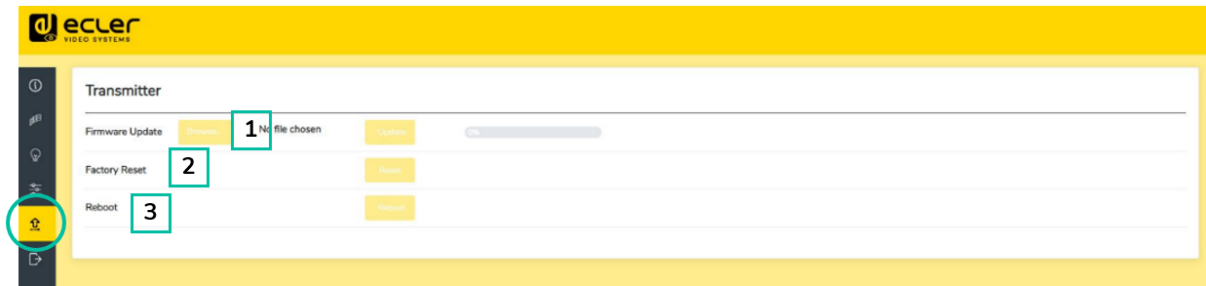 ecler
VIDEO SYSTEMS
Transmitter
Firmware Update Browse... 1 No file chosen Update 0%
Factory Reset 2 Reset
Reboot 3 Reboot